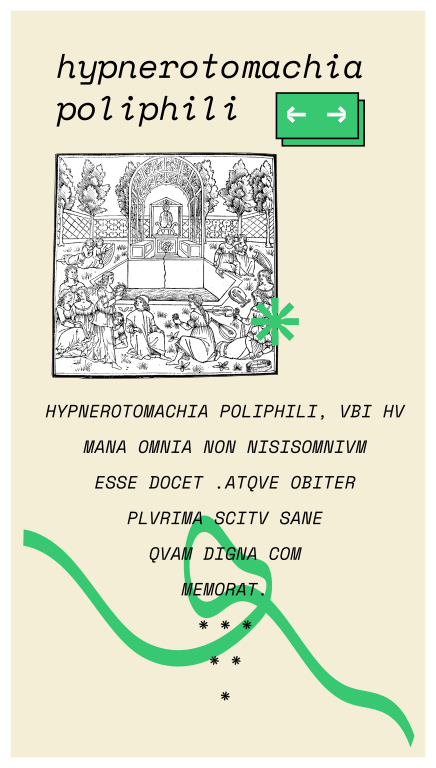 hypnerotomachia
poliphili
← →
HYPNEROTOMACHIA POLIPHILI, VBI HV
MANA OMNIA NON NISISOMNIVM
ESSE DOCET .ATQVE OBITER
PLVRIMA SCITV SANE
QVAM DIGNA COM
MEMORAT.
* * *
* *
*